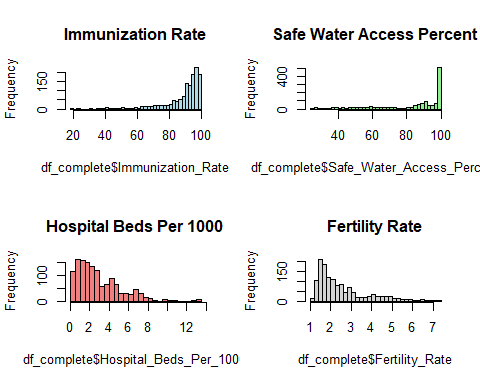 Immunization Rate
Frequency
0
150
20
40
60
80
100
df_complete$Immunization_Rate
Safe Water Access Percent
Frequency
0
400
40
60
80
100
df_complete$Safe_Water_Access_Perc
Hospital Beds Per 1000
Frequency
0
100
0
2
4
6
8
12
df_complete$Hospital_Beds_Per_100
Fertility Rate
Frequency
0
150
1
2
3
4
5
6
7
df_complete$Fertility_Rate